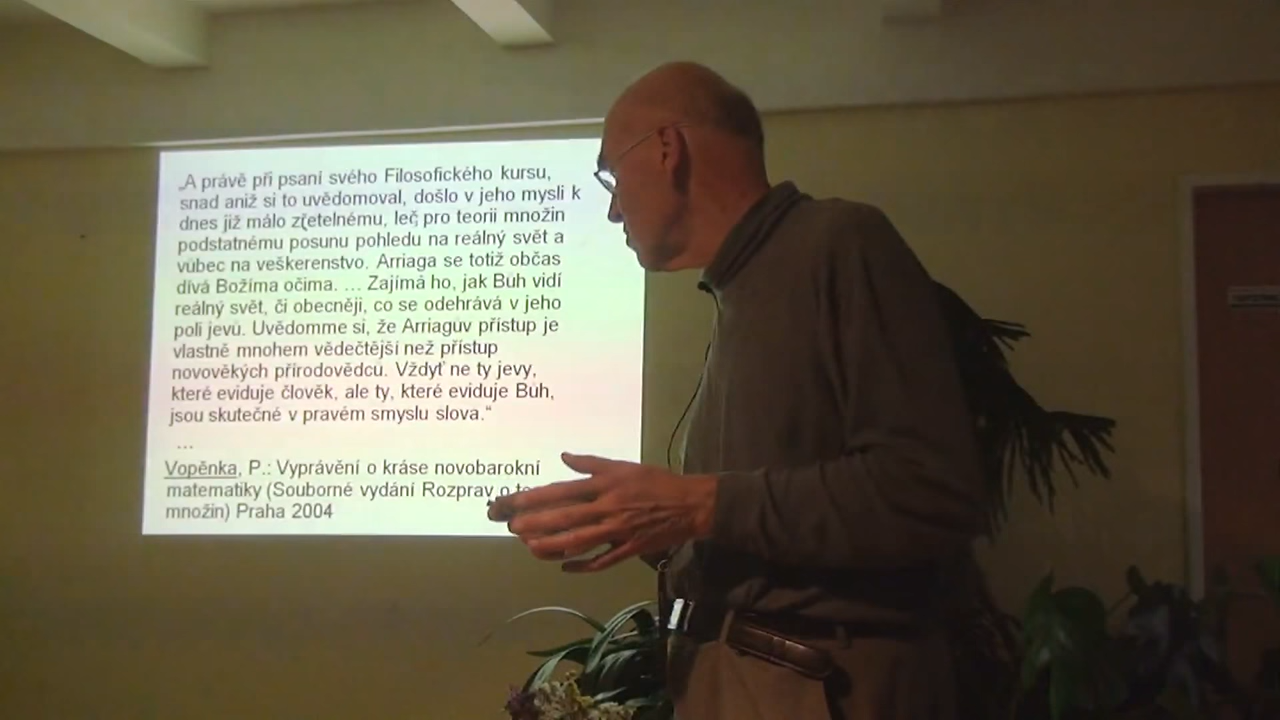 „A právě při psaní svého Filosofického kursu,
snad aniž si to uvědomoval, došlo v jeho mysli k
dnes již málo zřetelnému, leč pro teorii množin
podstatnému posunu pohledu na reálný svět a
vůbec na veškerenstvo. Arriaga se totiž občas
dívá Božíma očima. … Zajímá ho, jak Bůh vidí
reálný svět, či obecněji, co se odehrává v jeho
poli jevů. Uvědomme si, že Arriagův přístup je
vlastně mnohem vědečtější než přístup
novověkých přírodovědců. Vždyť ne ty jevy,
které eviduje člověk, ale ty, které eviduje Bůh,
jsou skutečné v pravém smyslu slova.“
…
Vopěnka, P.: Vyprávění o kráse novobarokní
matematiky (Souborné vydání Rozprav o
množin) Praha 2004